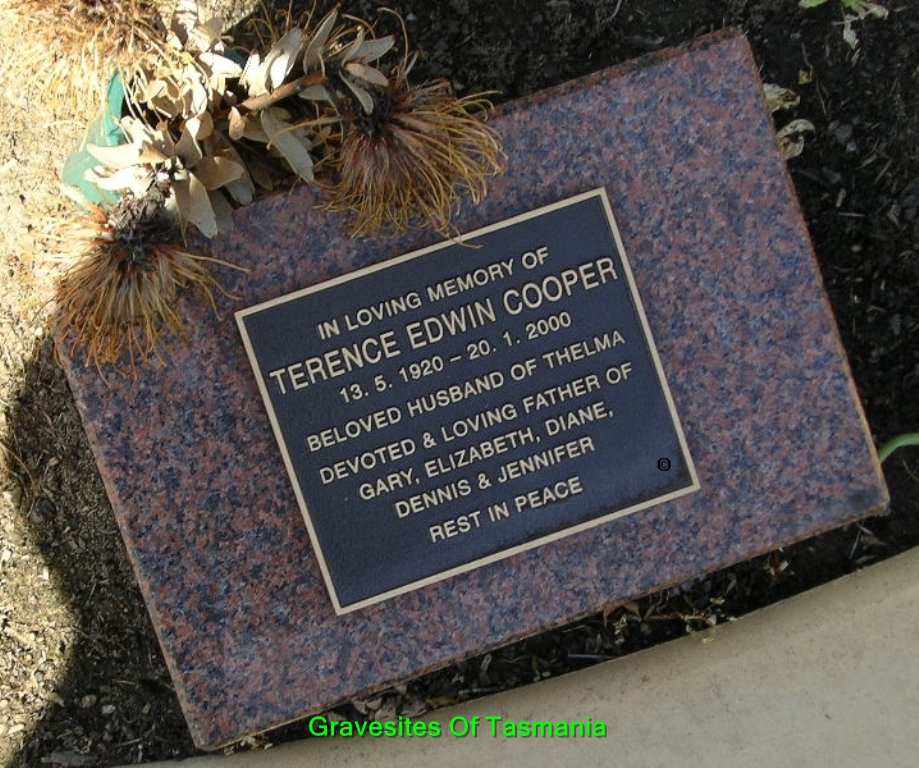 IN LOVING MEMORY OF
TERENCE EDWIN COOPER
13. 5. 1920 – 20. 1. 2000
BELOVED HUSBAND OF THELMA
DEVOTED & LOVING FATHER OF
GARY, ELIZABETH, DIANE,
DENNIS & JENNIFER
REST IN PEACE
©
Gravesites Of Tasmania